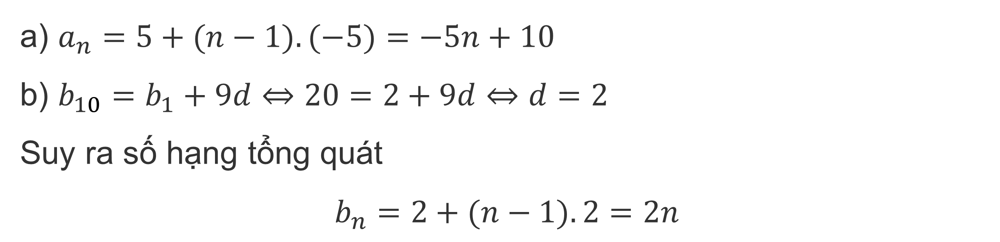 a) aₙ = 5 + (n − 1). (−5) = −5n + 10
b) b₁₀ = b₁ + 9d ⇔ 20 = 2 + 9d ⇔ d = 2
Suy ra số hạng tổng quát
bₙ = 2 + (n − 1). 2 = 2n